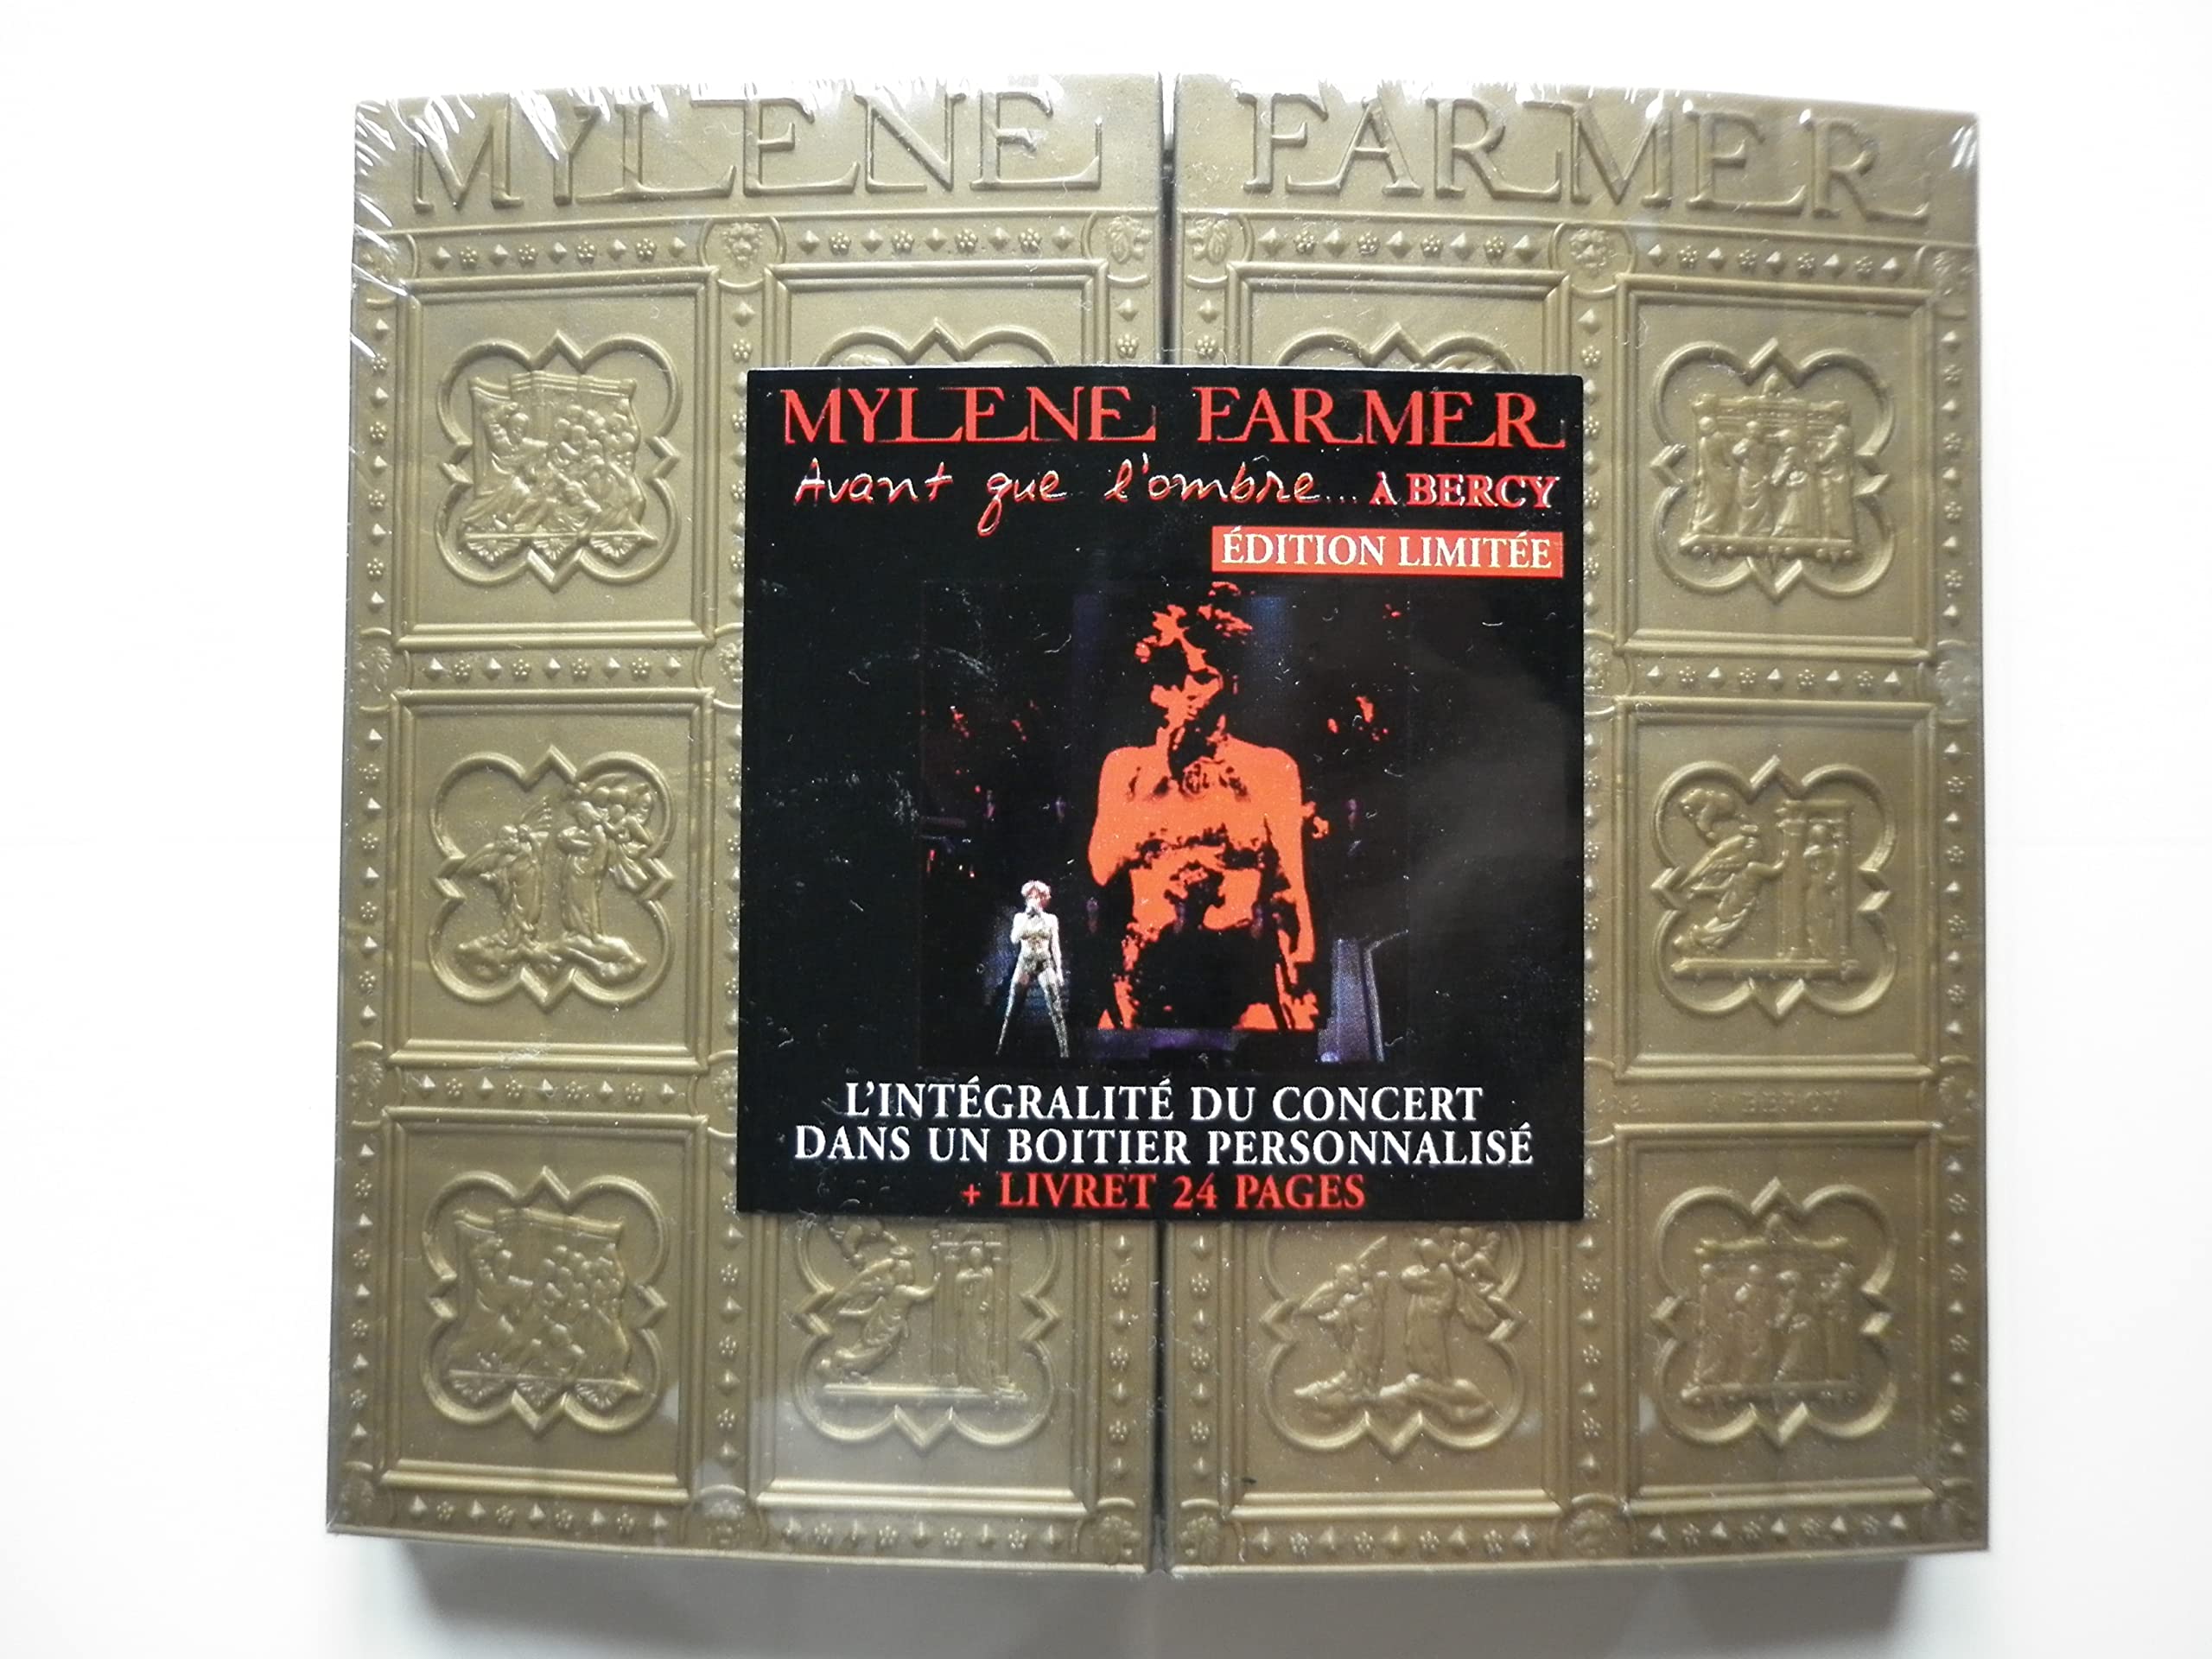 MYLENE FARMER
MYLENE FARMER
Avant que l'ombre... À BERCY
ÉDITION LIMITÉE
L'INTÉGRALITÉ DU CONCERT
DANS UN BOITIER PERSONNALISÉ
+ LIVRET 24 PAGES
À BERCY